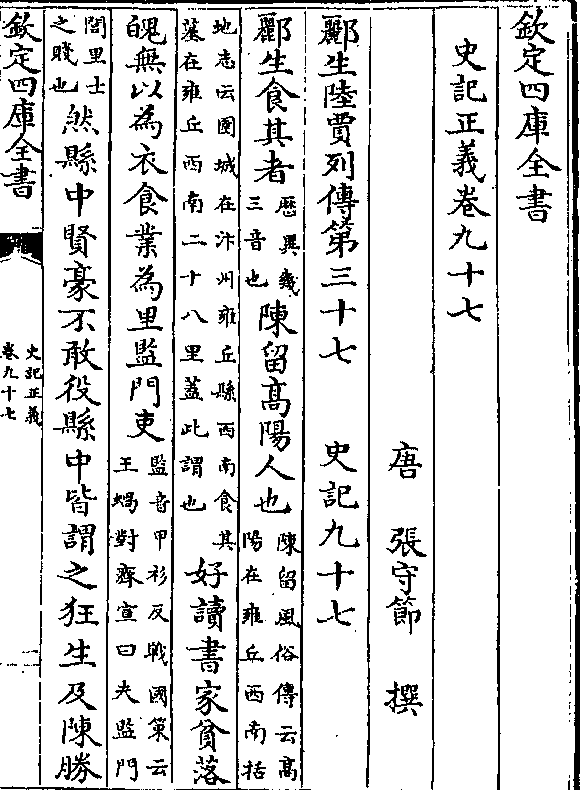 欽定四庫全書
史記正義卷九十七
唐 張守節 撰
酈生陸賈列傳第三十七 史記九十七
酈生食其者歴異幾三音也陳留髙陽人也陳留風俗傳云髙陽在雍丘西南括
地志云圉城在汴州雍丘縣西南食其墓在雍丘西南二十八里蓋此謂也好讀書家貧落
魄無以為衣食業為里監門吏監音甲衫反戰國策云王蝸對齊宣曰夫監門
閭里士之賤也然縣中賢豪不敢役縣中皆謂之狂生及陳勝
欽定四庫全書
史記正義
卷九十七
一